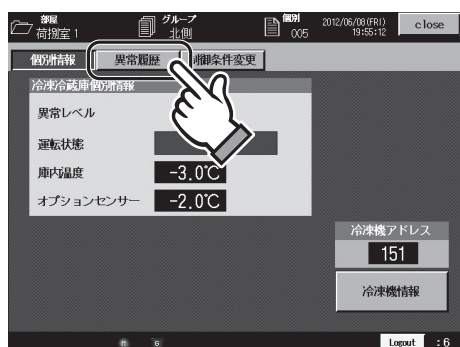 部屋
荷捌室 1
グループ
北側
個別
005
2012/06/08(FRI)
19:55:12
close
個別情報
異常履歴
制御条件変更
冷凍冷蔵庫個別情報
異常レベル
運転状態
庫内温度 -3.0℃
オプションセンサー -2.0℃
冷凍機アドレス
151
冷凍機情報
Logout :6